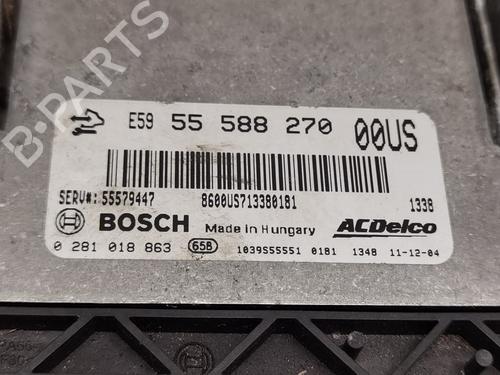 E59 55 588 270 00US
SERV#: 55579447 8600US713380181 1338
BOSCH Made in Hungary ACDelco
0 281 018 863 658 1039S55551 0181 1348 11-12-04
B-PARTS